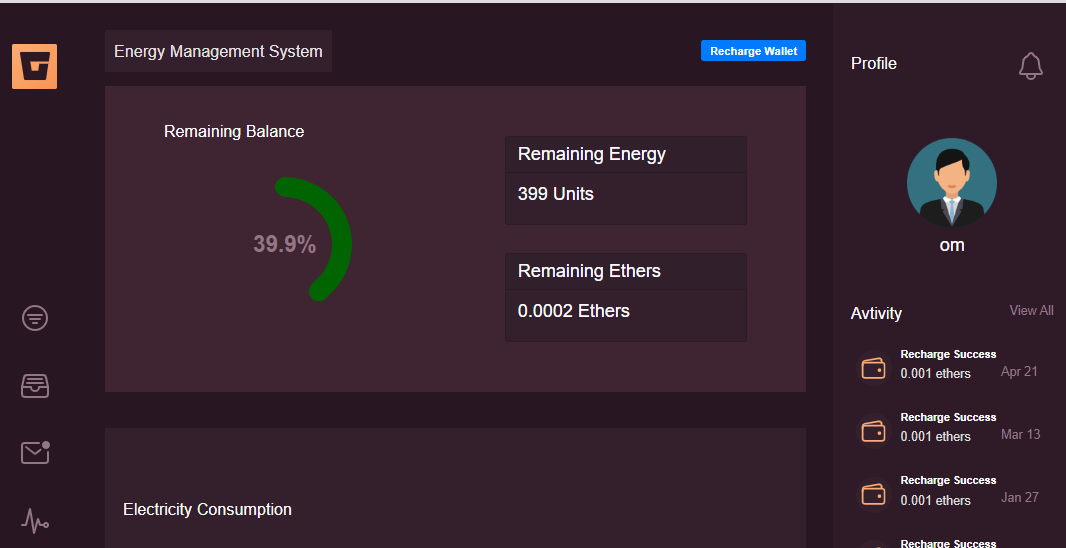 Energy Management System
Recharge Wallet
Remaining Balance
39.9%
Remaining Energy
399 Units
Remaining Ethers
0.0002 Ethers
Electricity Consumption
Profile
om
Avtivity
View All
Recharge Success
0.001 ethers
Apr 21
Recharge Success
0.001 ethers
Mar 13
Recharge Success
0.001 ethers
Jan 27
Recharge Success